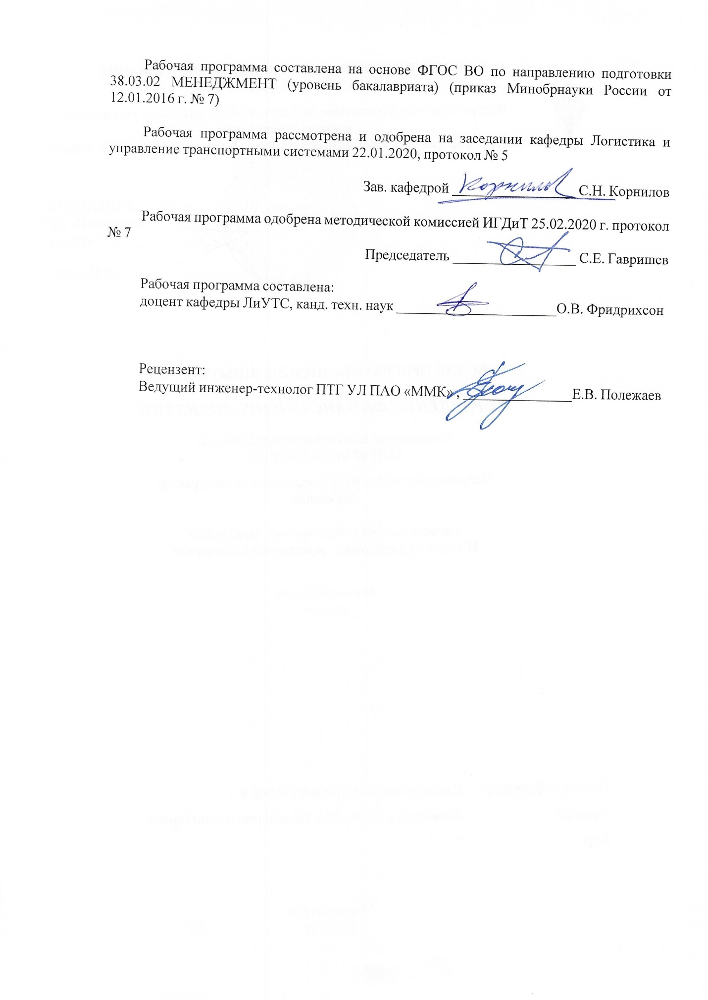 Рабочая программа составлена на основе ФГОС ВО по направлению подготовки
38.03.02 МЕНЕДЖМЕНТ (уровень бакалавриата) (приказ Минобрнауки России от
12.01.2016 г. № 7)
Рабочая программа рассмотрена и одобрена на заседании кафедры Логистика и
управление транспортными системами 22.01.2020, протокол № 5
Зав. кафедрой Корнилов С.Н. Корнилов
Рабочая программа одобрена методической комиссией ИГДиТ 25.02.2020 г. протокол
№ 7
Председатель С.Е. Гавришев
Рабочая программа составлена:
доцент кафедры ЛиУТС, канд. техн. наук О.В. Фридрихсон
Рецензент:
Ведущий инженер-технолог ПТГ УЛ ПАО «ММК» , Е.В. Полежаев